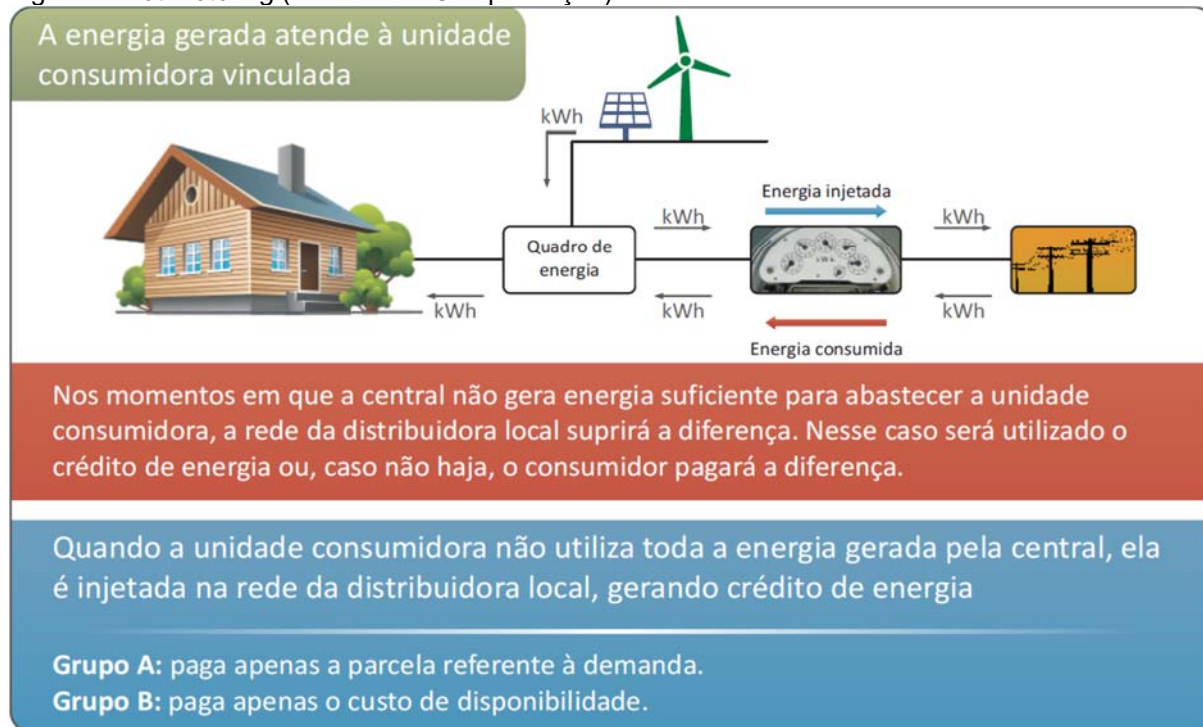 A energia gerada atende à unidade
consumidora vinculada
kWh
Energia injetada
kWh
kWh
Quadro de
energia
kWh
kWh
kWh
Energia consumida
Nos momentos em que a central não gera energia suficiente para abastecer a unidade
consumidora, a rede da distribuidora local suprirá a diferença. Nesse caso será utilizado o
crédito de energia ou, caso não haja, o consumidor pagará a diferença.
Quando a unidade consumidora não utiliza toda a energia gerada pela central, ela
é injetada na rede da distribuidora local, gerando crédito de energia
Grupo A: paga apenas a parcela referente à demanda.
Grupo B: paga apenas o custo de disponibilidade.